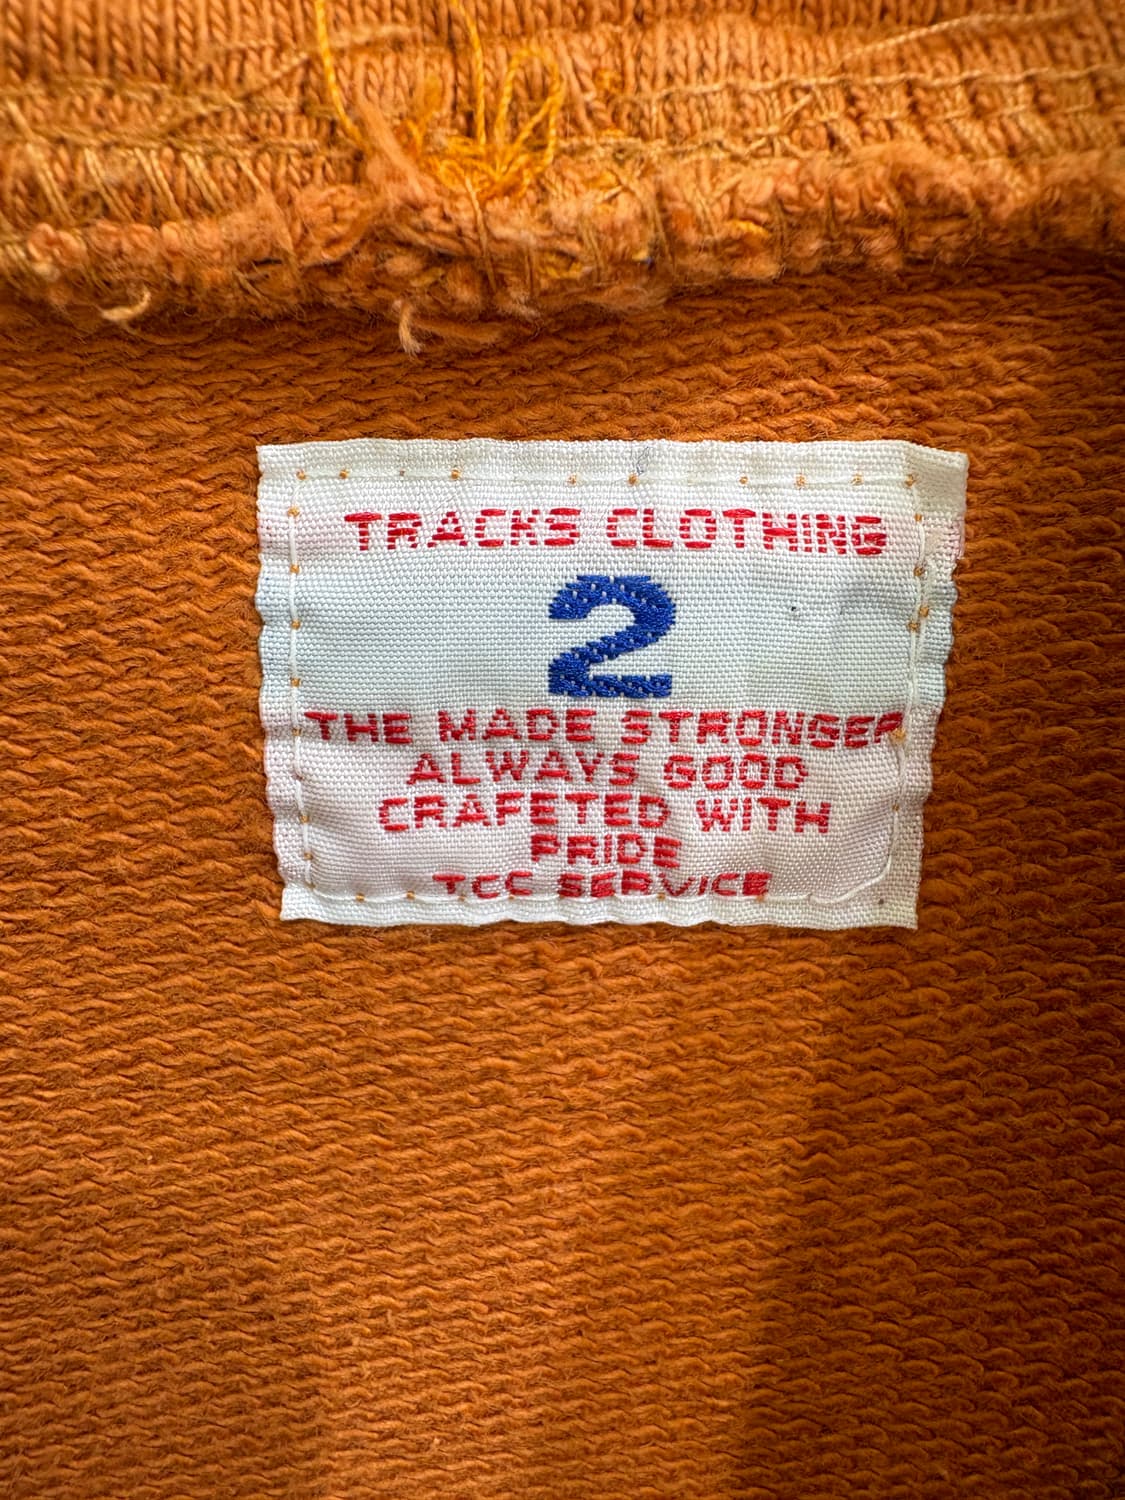 TRACKS CLOTHING
2
THE MADE STRONGER
ALWAYS GOOD
CRAFETED WITH
PRIDE
TCC SERVICE